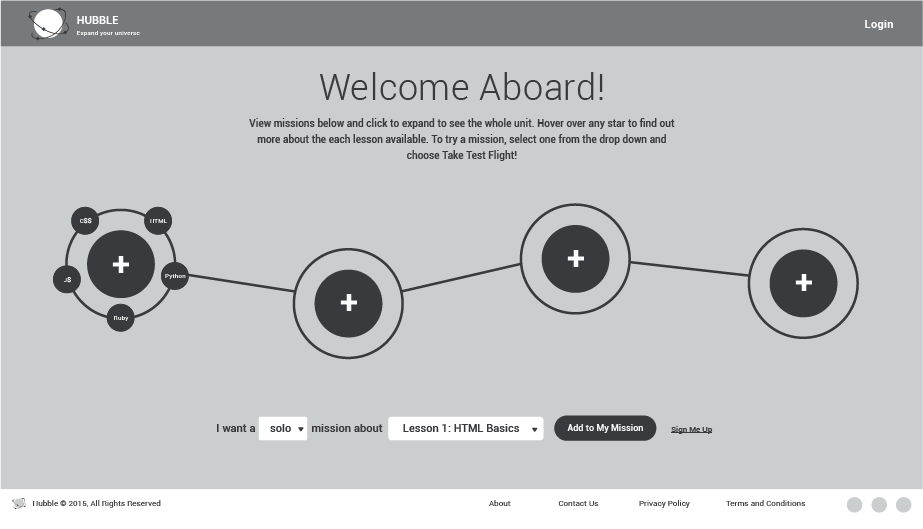 HUBBLE
Expand your universe
Login
Welcome Aboard!
View missions below and click to expand to see the whole unit. Hover over any star to find out
more about the each lesson available. To try a mission, select one from the drop down and
choose Take Test Flight!
CSS
HTML
JS
Python
Ruby
I want a solo mission about Lesson 1: HTML Basics Add to My Mission Sign Me Up
Hubble © 2015, All Rights Reserved
About
Contact Us
Privacy Policy
Terms and Conditions